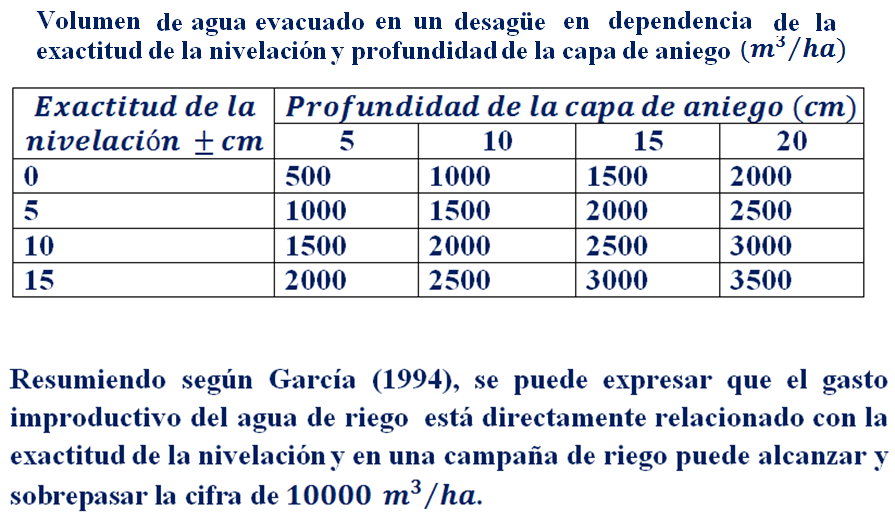 Volumen de agua evacuado en un desagüe en dependencia de la
exactitud de la nivelación y profundidad de la capa de aniego (m³/ha)
Exactitud de la Profundidad de la capa de aniego (cm)
nivelación ± cm 5 10 15 20
0 500 1000 1500 2000
5 1000 1500 2000 2500
10 1500 2000 2500 3000
15 2000 2500 3000 3500
Resumiendo según García (1994), se puede expresar que el gasto
improductivo del agua de riego está directamente relacionado con la
exactitud de la nivelación y en una campaña de riego puede alcanzar y
sobrepasar la cifra de 10000 m³/ha.